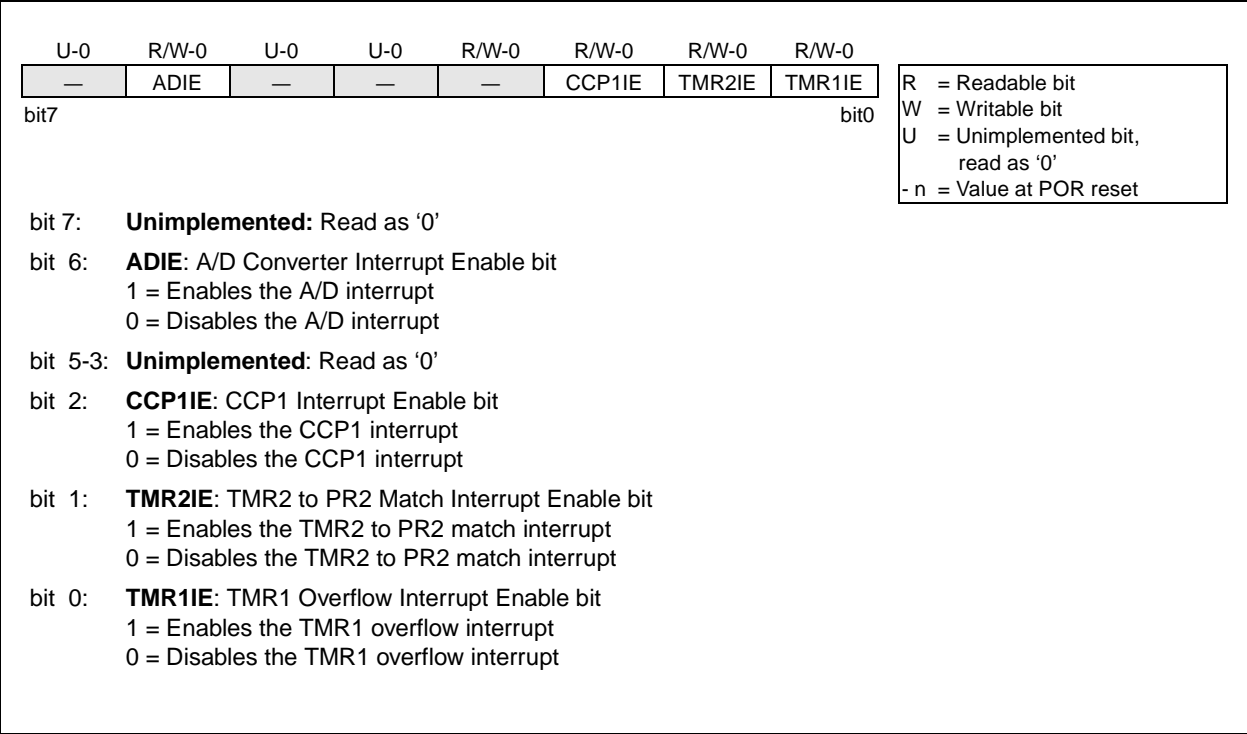 U-0 R/W-0 U-0 U-0 R/W-0 R/W-0 R/W-0 R/W-0
— ADIE — — — CCP1IE TMR2IE TMR1IE
bit7 bit0
R = Readable bit
W = Writable bit
U = Unimplemented bit,
read as ‘0’
- n = Value at POR reset
bit 7: Unimplemented: Read as ‘0’
bit 6: ADIE: A/D Converter Interrupt Enable bit
1 = Enables the A/D interrupt
0 = Disables the A/D interrupt
bit 5-3: Unimplemented: Read as ‘0’
bit 2: CCP1IE: CCP1 Interrupt Enable bit
1 = Enables the CCP1 interrupt
0 = Disables the CCP1 interrupt
bit 1: TMR2IE: TMR2 to PR2 Match Interrupt Enable bit
1 = Enables the TMR2 to PR2 match interrupt
0 = Disables the TMR2 to PR2 match interrupt
bit 0: TMR1IE: TMR1 Overflow Interrupt Enable bit
1 = Enables the TMR1 overflow interrupt
0 = Disables the TMR1 overflow interrupt